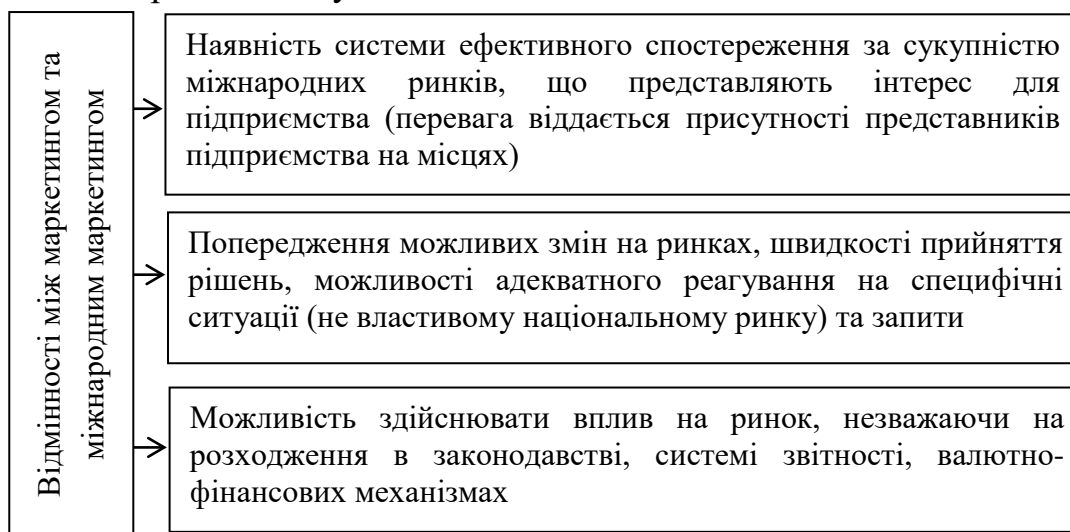 Відмінності між маркетингом та
міжнародним маркетингом
Наявність системи ефективного спостереження за сукупністю
міжнародних ринків, що представляють інтерес для
підприємства (перевага віддається присутності представників
підприємства на місцях)
Попередження можливих змін на ринках, швидкості прийняття
рішень, можливості адекватного реагування на специфічні
ситуації (не властивому національному ринку) та запити
Можливість здійснювати вплив на ринок, незважаючи на
розходження в законодавстві, системі звітності, валютно-
фінансових механізмах